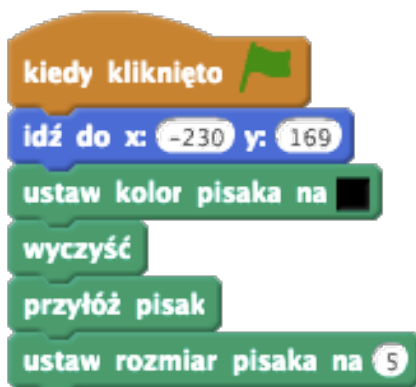 kiedy kliknięto
idź do x: -230 y: 169
ustaw kolor pisaka na
wyczyść
przyłóż pisak
ustaw rozmiar pisaka na 5